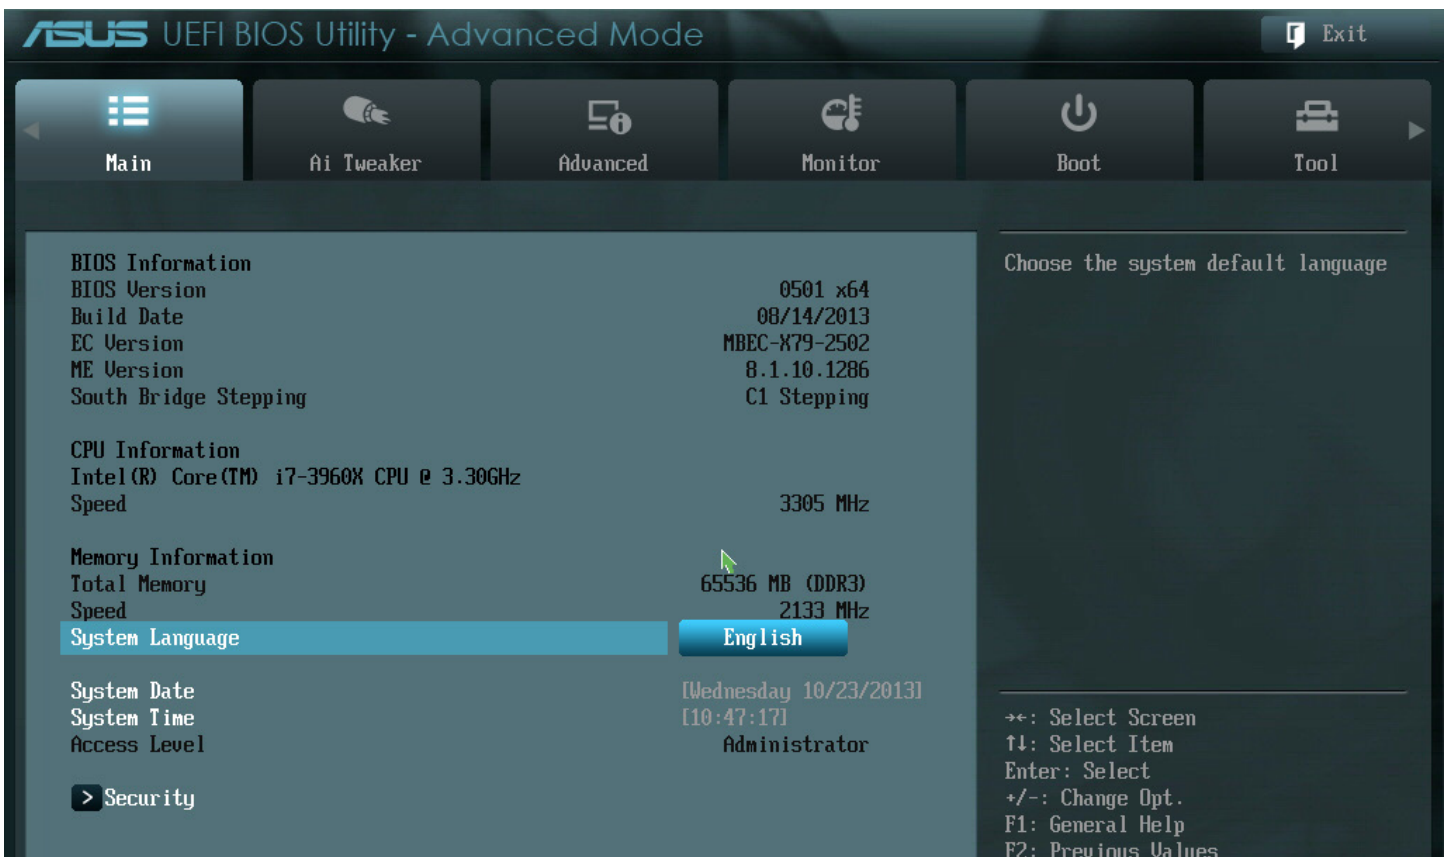 ASUS UEFI BIOS Utility - Advanced Mode
Exit
Main Ai Tweaker Advanced Monitor Boot Tool
BIOS Information
BIOS Version 0501 x64
Build Date 08/14/2013
EC Version MBEC-X79-2502
ME Version 8.1.10.1286
South Bridge Stepping C1 Stepping
CPU Information
Intel(R) Core(TM) i7-3960X CPU @ 3.30GHz
Speed 3305 MHz
Memory Information
Total Memory 65536 MB (DDR3)
Speed 2133 MHz
System Language English
System Date [Wednesday 10/23/2013]
System Time [10:47:17]
Access Level Administrator
> Security
Choose the system default language
→←: Select Screen
↑↓: Select Item
Enter: Select
+/-: Change Opt.
F1: General Help
F2: Previous Values